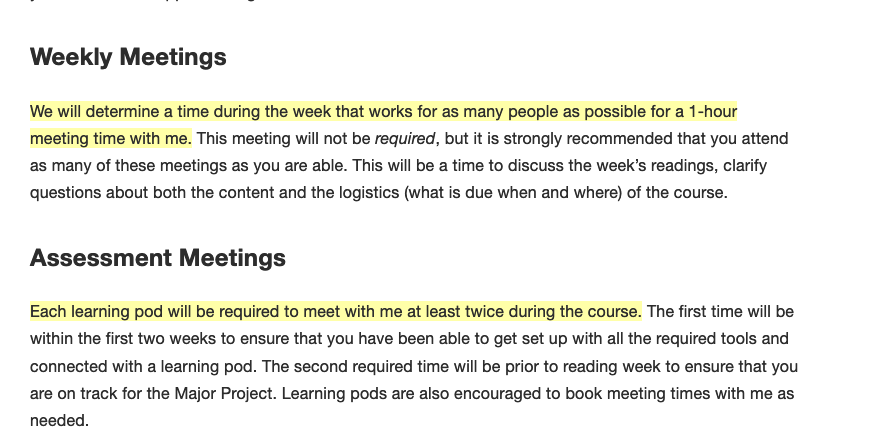 Weekly Meetings
We will determine a time during the week that works for as many people as possible for a 1-hour
meeting time with me. This meeting will not be required, but it is strongly recommended that you attend
as many of these meetings as you are able. This will be a time to discuss the week’s readings, clarify
questions about both the content and the logistics (what is due when and where) of the course.
Assessment Meetings
Each learning pod will be required to meet with me at least twice during the course. The first time will be
within the first two weeks to ensure that you have been able to get set up with all the required tools and
connected with a learning pod. The second required time will be prior to reading week to ensure that you
are on track for the Major Project. Learning pods are also encouraged to book meeting times with me as
needed.